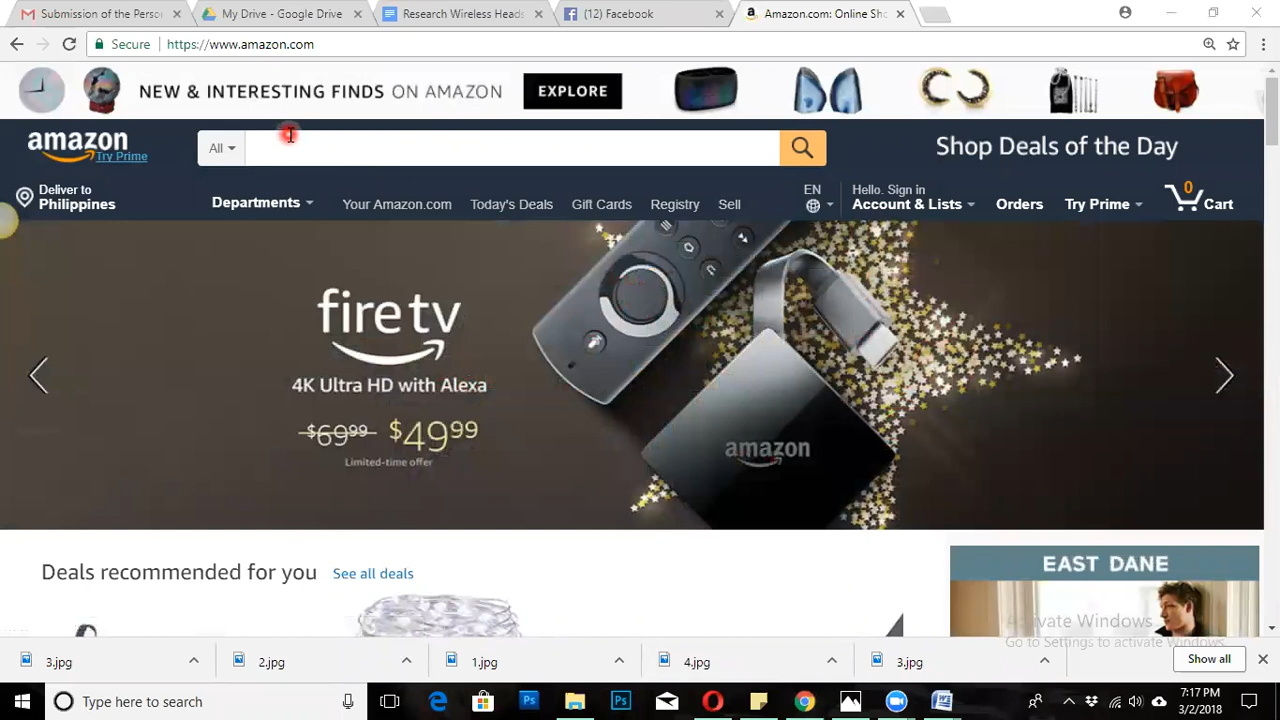 Submission of the Perso
My Drive - Google Drive
Research Wireless Heads
(12) Facebook
Amazon.com: Online Sho
Secure
https://www.amazon.com
NEW & INTERESTING FINDS ON AMAZON
EXPLORE
amazon
Try Prime
All
Shop Deals of the Day
Deliver to
Philippines
Departments
Your Amazon.com
Today's Deals
Gift Cards
Registry
Sell
EN
Hello. Sign in
Account & Lists
Orders
Try Prime
0
Cart
fire tv
4K Ultra HD with Alexa
$69.99 $49.99
Limited-time offer
amazon
Deals recommended for you
See all deals
EAST DANE
Activate Windows
Go to Settings to activate Windows.
3.jpg
2.jpg
1.jpg
4.jpg
3.jpg
Show all
Type here to search
7:17 PM
3/2/2018